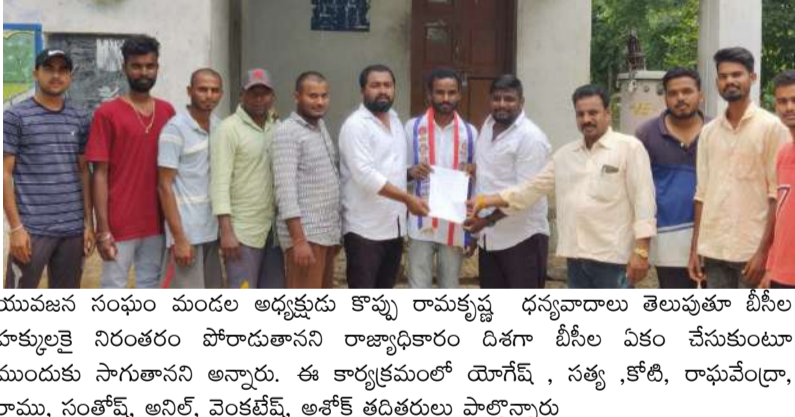 యువజన సంఘం మండల అధ్యక్షుడు కొప్పు రామకృష్ణ ధన్యవాదాలు తెలుపుతూ బీసీల
హక్కులకై నిరంతరం పోరాడుతానని రాజ్యాధికారం దిశగా బీసీల ఏకం చేసుకుంటూ
ముందుకు సాగుతానని అన్నారు. ఈ కార్యక్రమంలో యోగేష్ , సత్య ,కోటి, రాఘవేంద్రా,
రాము, సంతోష్, అనిల్, వెంకటేష్, అశోక్ తదితరులు పాల్గొన్నారు